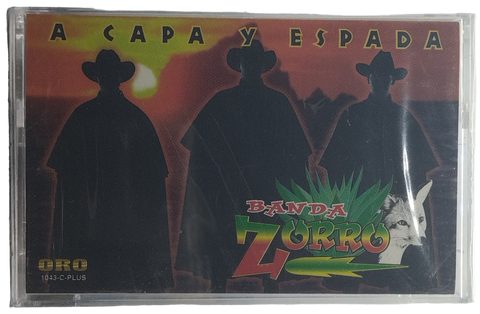 A CAPA Y ESPADA
BANDA
ZORRO
ORO
1043-C-PLUS